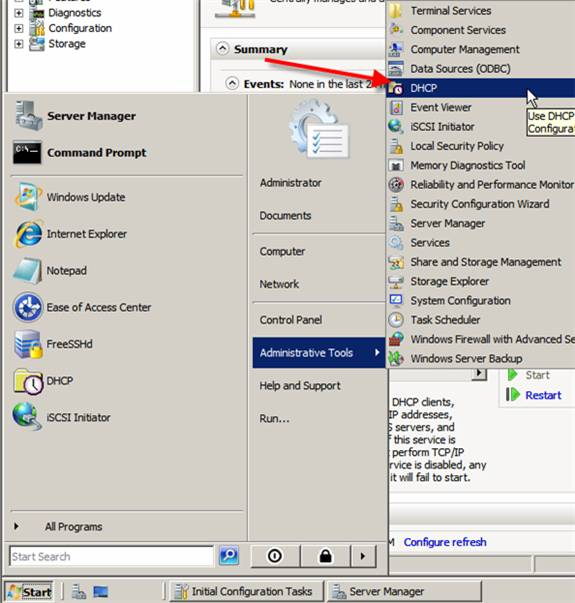 Features
Diagnostics
Configuration
Storage
Centrally manages and d
Summary
Events: None in the last 24
Server Manager
Command Prompt
Windows Update
Internet Explorer
Notepad
Ease of Access Center
FreeSSHd
DHCP
iSCSI Initiator
All Programs
Start Search
Administrator
Documents
Computer
Network
Control Panel
Administrative Tools
Help and Support
Run...
Terminal Services
Component Services
Computer Management
Data Sources (ODBC)
DHCP
Event Viewer
iSCSI Initiator
Local Security Policy
Memory Diagnostics Tool
Reliability and Performance Monitor
Security Configuration Wizard
Server Manager
Services
Share and Storage Management
Storage Explorer
System Configuration
Task Scheduler
Windows Firewall with Advanced Se
Windows Server Backup
Use DHCP
Configurat
Start
Restart
DHCP clients,
IP addresses,
S servers, and
f this service is
t perform TCP/IP
rvice is disabled, any
it will fail to start.
Configure refresh
Start
Initial Configuration Tasks
Server Manager